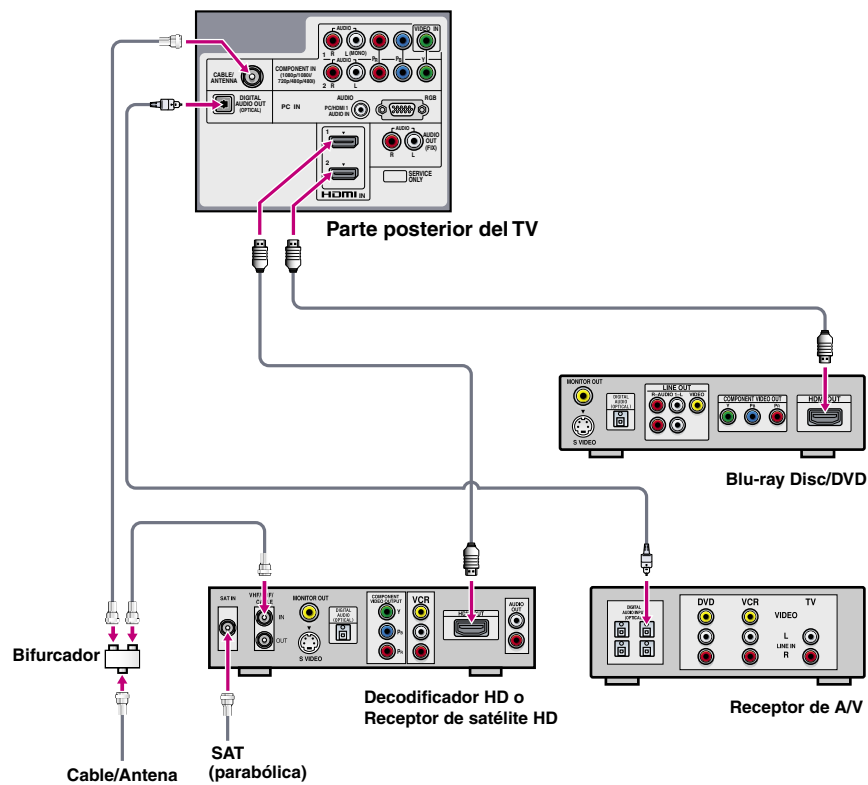 AUDIO
VIDEO IN
1 R L (MONO) PR PB Y
CABLE/
ANTENNA
COMPONENT IN
(1080p/1080i/
720p/480p/480i)
AUDIO
2 R L
DIGITAL
AUDIO OUT
(OPTICAL)
PC IN
AUDIO
PC/HDMI 1
AUDIO IN
RGB
1
2
HDMI IN
AUDIO
R L
AUDIO
OUT
(FIX)
SERVICE
ONLY
Parte posterior del TV
MONITOR OUT
S VIDEO
DIGITAL
AUDIO
(OPTICAL)
LINE OUT
R-AUDIO-L VIDEO
COMPONENT VIDEO OUT
Y PB PR
HDMI OUT
Blu-ray Disc/DVD
SAT IN
VHF/UHF/
CABLE
IN
OUT
MONITOR OUT
S VIDEO
DIGITAL
AUDIO
(OPTICAL)
COMPONENT
VIDEO OUTPUT
Y
PB
PR
VCR
HDMI OUT
AUDIO
OUT
Bifurcador
Cable/Antena
SAT
(parabólica)
Decodificador HD o
Receptor de satélite HD
DIGITAL
AUDIO INPUT
(OPTICAL)
DVD VCR TV
VIDEO
L
LINE IN
R
Receptor de A/V